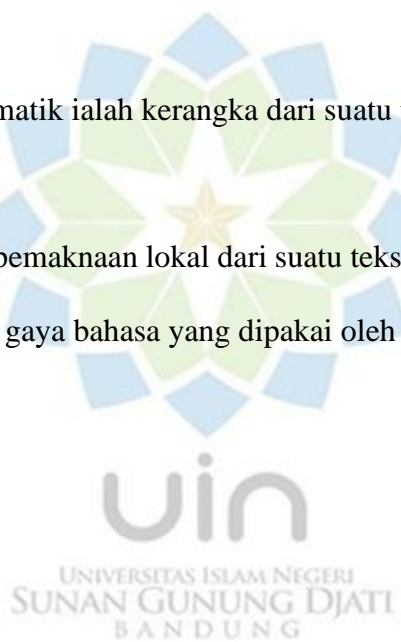 matik ialah kerangka dari suatu
pemaknaan lokal dari suatu teks
gaya bahasa yang dipakai oleh
uin
UNIVERSITAS ISLAM NEGERI
SUNAN GUNUNG DJATI
BANDUNG